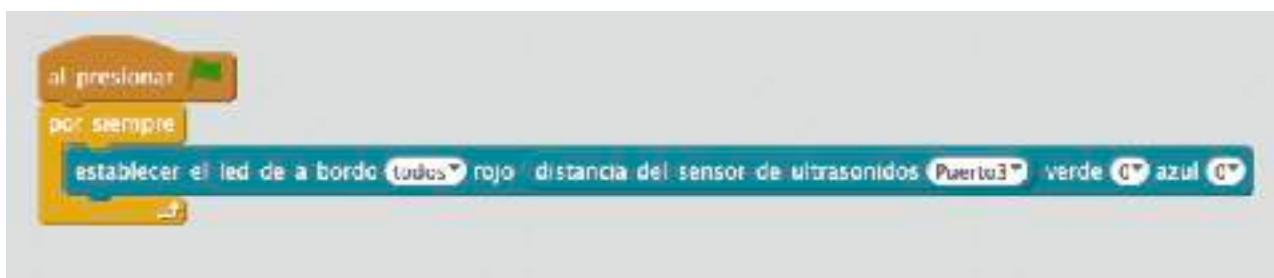 al presionar
por siempre
establecer el led de a bordo todos rojo distancia del sensor de ultrasonidos Puerto3 verde 0 azul 0